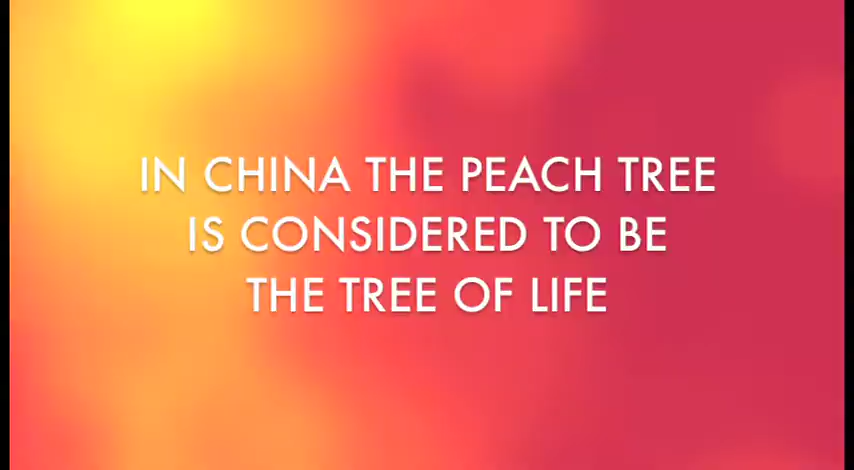 IN CHINA THE PEACH TREE
IS CONSIDERED TO BE
THE TREE OF LIFE